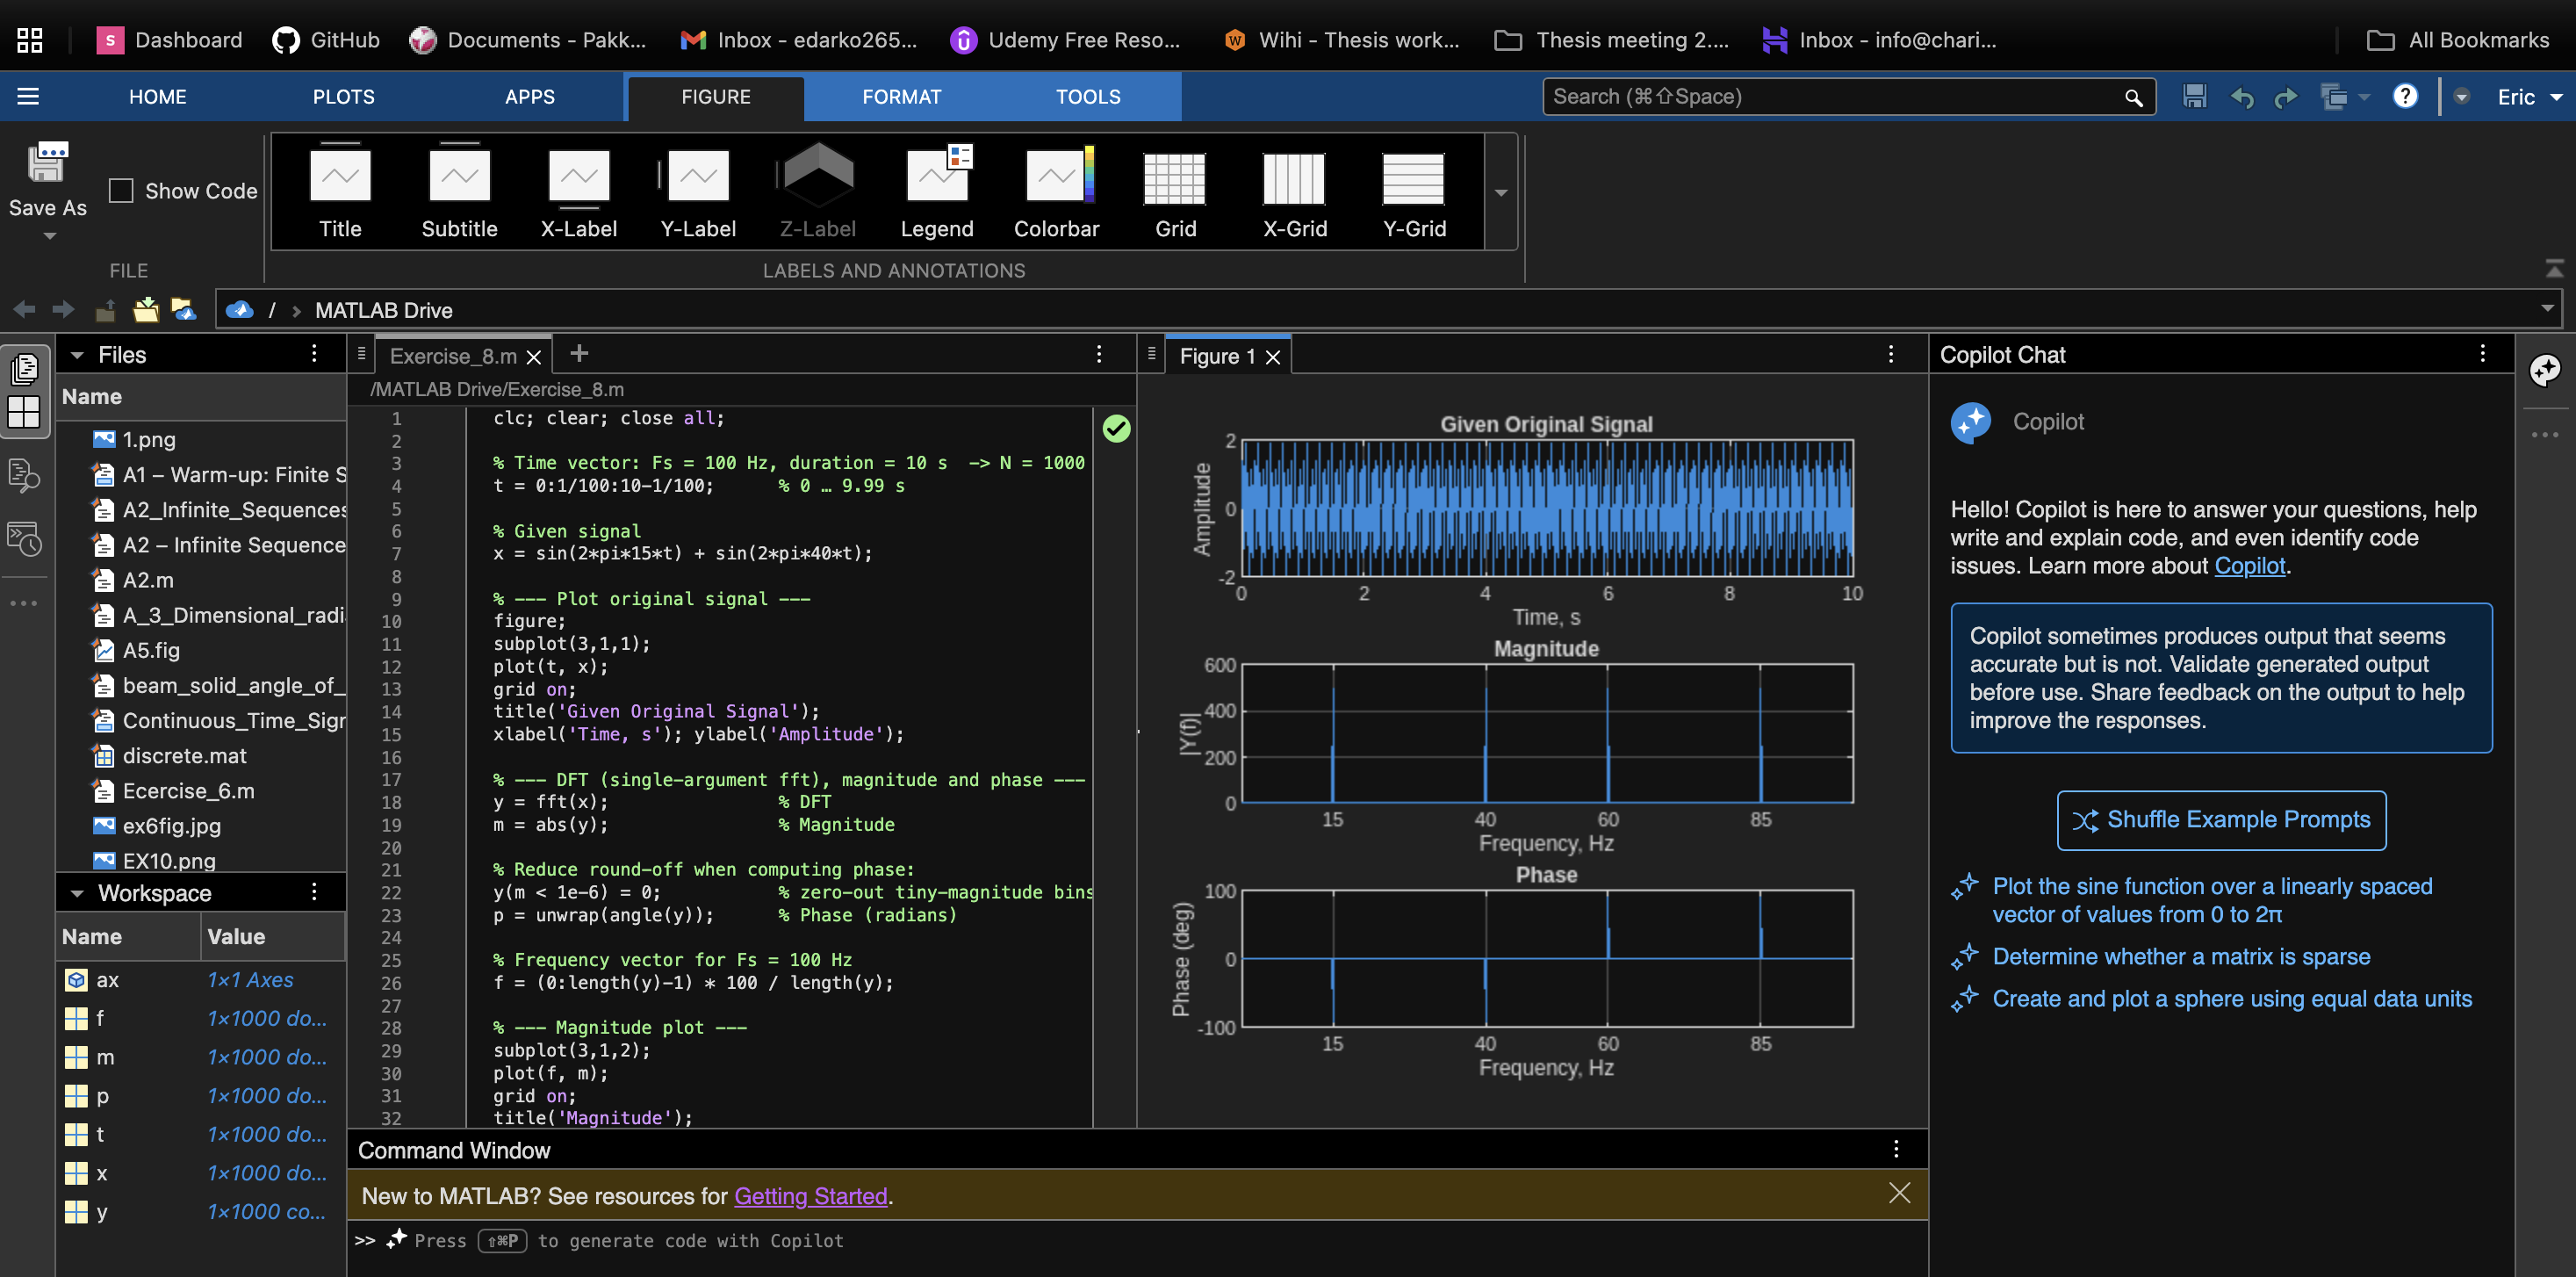 Dashboard GitHub Documents - Pakk... Inbox - edarko265... Udemy Free Reso... Wihi - Thesis work... Thesis meeting 2.... Inbox - info@chari... All Bookmarks
HOME PLOTS APPS FIGURE FORMAT TOOLS Search (⌘⇧Space) Eric
Save As Show Code Title Subtitle X-Label Y-Label Z-Label Legend Colorbar Grid X-Grid Y-Grid
FILE LABELS AND ANNOTATIONS
/ › MATLAB Drive
Files
Name
1.png
A1 – Warm-up: Finite S
A2_Infinite_Sequences
A2 – Infinite Sequence
A2.m
A_3_Dimensional_radi
A5.fig
beam_solid_angle_of_
Continuous_Time_Sigr
discrete.mat
Ecercise_6.m
ex6fig.jpg
EX10.png
Workspace
Name Value
ax 1×1 Axes
f 1×1000 do...
m 1×1000 do...
p 1×1000 do...
t 1×1000 do...
x 1×1000 do...
y 1×1000 co...
Exercise_8.m
/MATLAB Drive/Exercise_8.m
1 clc; clear; close all;
2
3 % Time vector: Fs = 100 Hz, duration = 10 s -> N = 1000
4 t = 0:1/100:10-1/100; % 0 … 9.99 s
5
6 % Given signal
7 x = sin(2*pi*15*t) + sin(2*pi*40*t);
8
9 % --- Plot original signal ---
10 figure;
11 subplot(3,1,1);
12 plot(t, x);
13 grid on;
14 title('Given Original Signal');
15 xlabel('Time, s'); ylabel('Amplitude');
16
17 % --- DFT (single-argument fft), magnitude and phase ---
18 y = fft(x); % DFT
19 m = abs(y); % Magnitude
20
21 % Reduce round-off when computing phase:
22 y(m < 1e-6) = 0; % zero-out tiny-magnitude bins
23 p = unwrap(angle(y)); % Phase (radians)
24
25 % Frequency vector for Fs = 100 Hz
26 f = (0:length(y)-1) * 100 / length(y);
27
28 % --- Magnitude plot ---
29 subplot(3,1,2);
30 plot(f, m);
31 grid on;
32 title('Magnitude');
Figure 1
Given Original Signal
Amplitude
2
0
-2
0 2 4 6 8 10
Time, s
Magnitude
|Y(f)|
600
400
200
0
15 40 60 85
Frequency, Hz
Phase
Phase (deg)
100
0
-100
15 40 60 85
Frequency, Hz
Command Window
New to MATLAB? See resources for Getting Started.
>> Press ⇧⌘P to generate code with Copilot
Copilot Chat
Copilot
Hello! Copilot is here to answer your questions, help
write and explain code, and even identify code
issues. Learn more about Copilot.
Copilot sometimes produces output that seems
accurate but is not. Validate generated output
before use. Share feedback on the output to help
improve the responses.
Shuffle Example Prompts
Plot the sine function over a linearly spaced
vector of values from 0 to 2π
Determine whether a matrix is sparse
Create and plot a sphere using equal data units